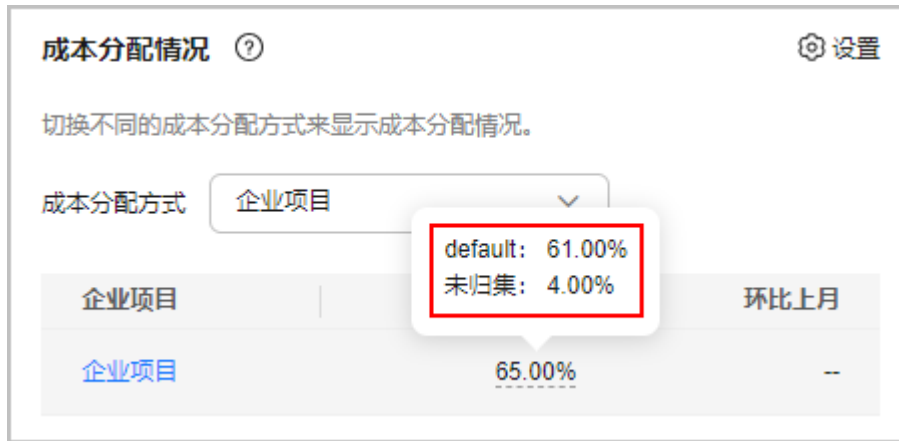 成本分配情况 ?
设置
切换不同的成本分配方式来显示成本分配情况。
成本分配方式 企业项目
default: 61.00%
未归集: 4.00%
企业项目 环比上月
企业项目 65.00% --